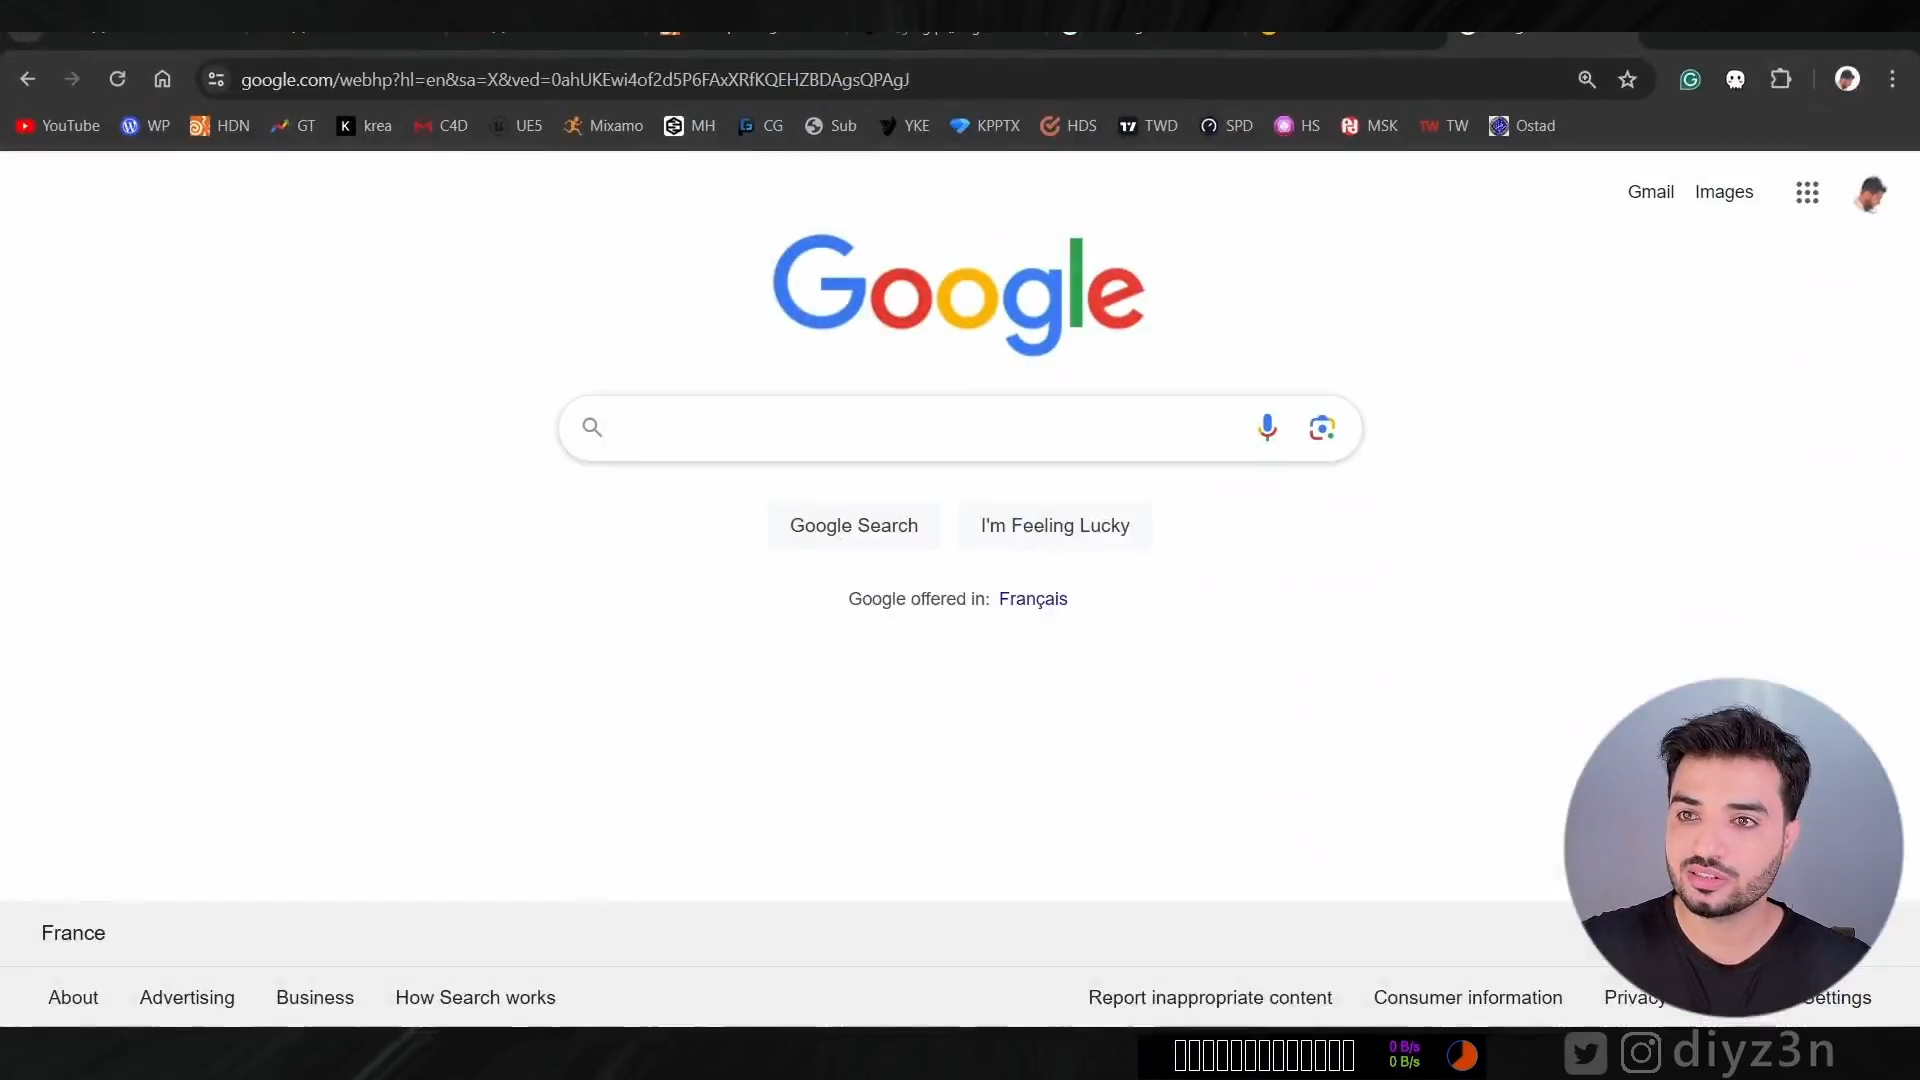 google.com/webhp?hl=en&sa=X&ved=0ahUKEwi4of2d5P6FAxXRfKQEHZBDAgsQPAgJ
YouTube WP HDN GT krea C4D UE5 Mixamo MH CG Sub YKE KPPTX HDS TWD SPD HS MSK TW Ostad
Gmail Images
Google
Google Search I'm Feeling Lucky
Google offered in: Français
France
About Advertising Business How Search works Report inappropriate content Consumer information Privacy Settings
0 B/s
0 B/s
diyz3n